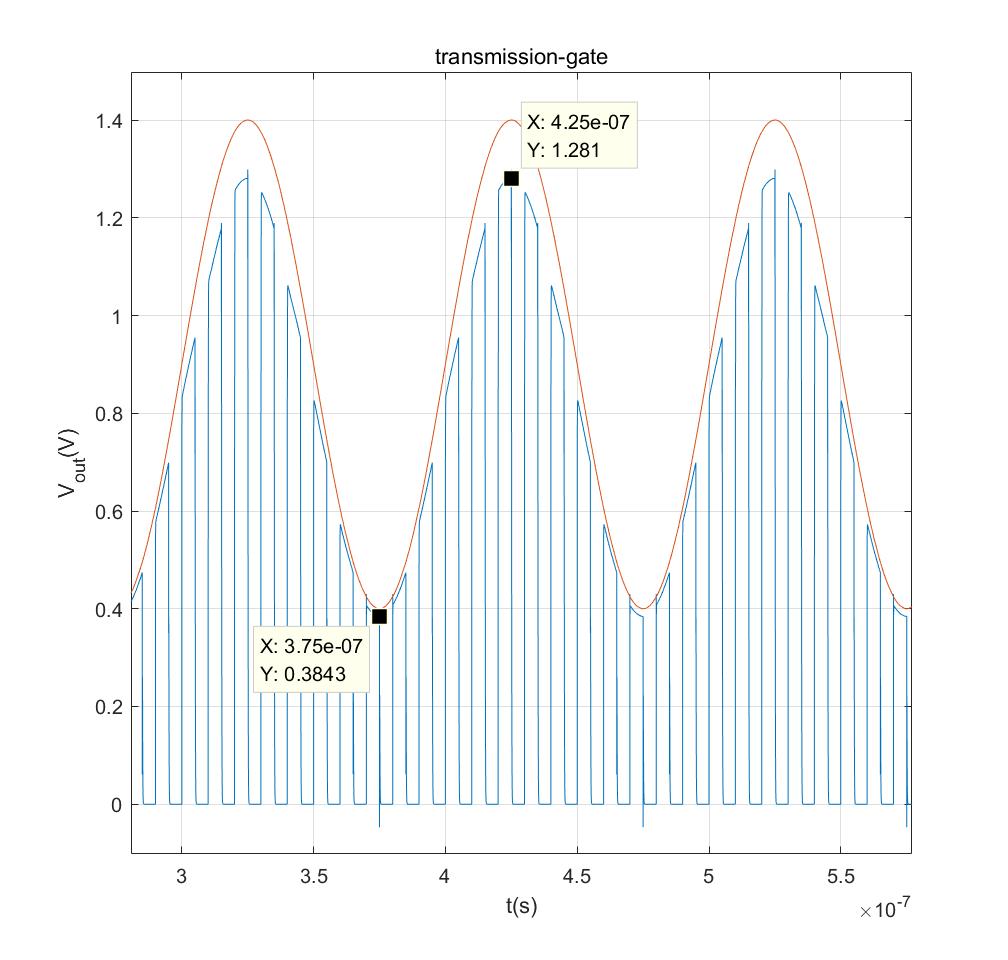 transmission-gate
X: 4.25e-07
Y: 1.281
X: 3.75e-07
Y: 0.3843
1.4
1.2
1
0.8
0.6
0.4
0.2
0
V_out(V)
3 3.5 4 4.5 5 5.5
t(s)
×10^-7